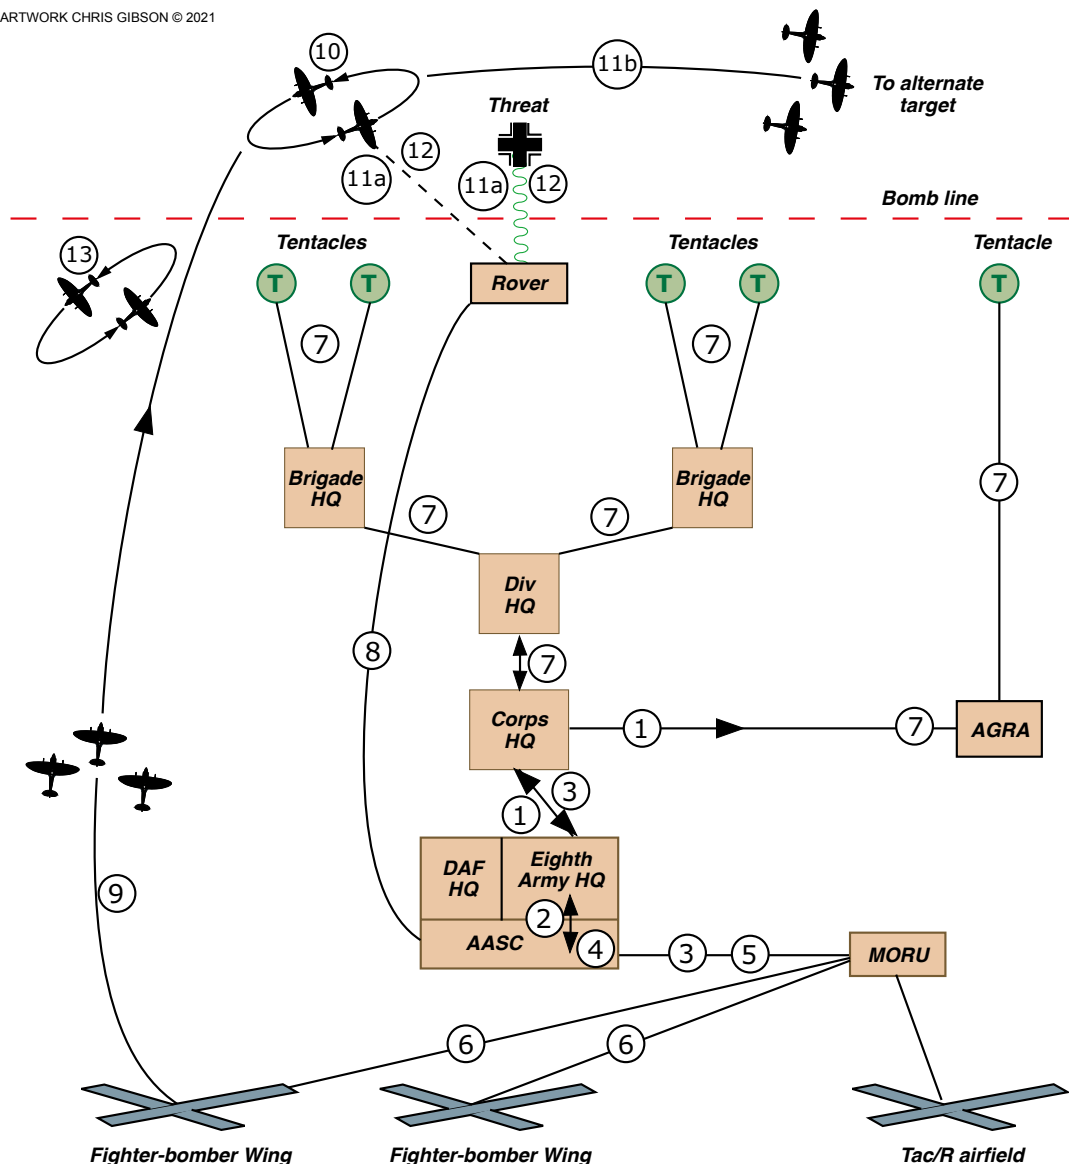 ARTWORK CHRIS GIBSON © 2021
10
11b
To alternate
target
Threat
12
11a
11a
12
Bomb line
13
Tentacles
Tentacles
Tentacle
T
T
Rover
T
T
T
7
7
Brigade
HQ
Brigade
HQ
7
7
7
Div
HQ
8
7
Corps
HQ
1
7
AGRA
3
1
DAF
HQ
Eighth
Army HQ
9
2
AASC
4
3
5
MORU
6
6
Fighter-bomber Wing
Fighter-bomber Wing
Tac/R airfield